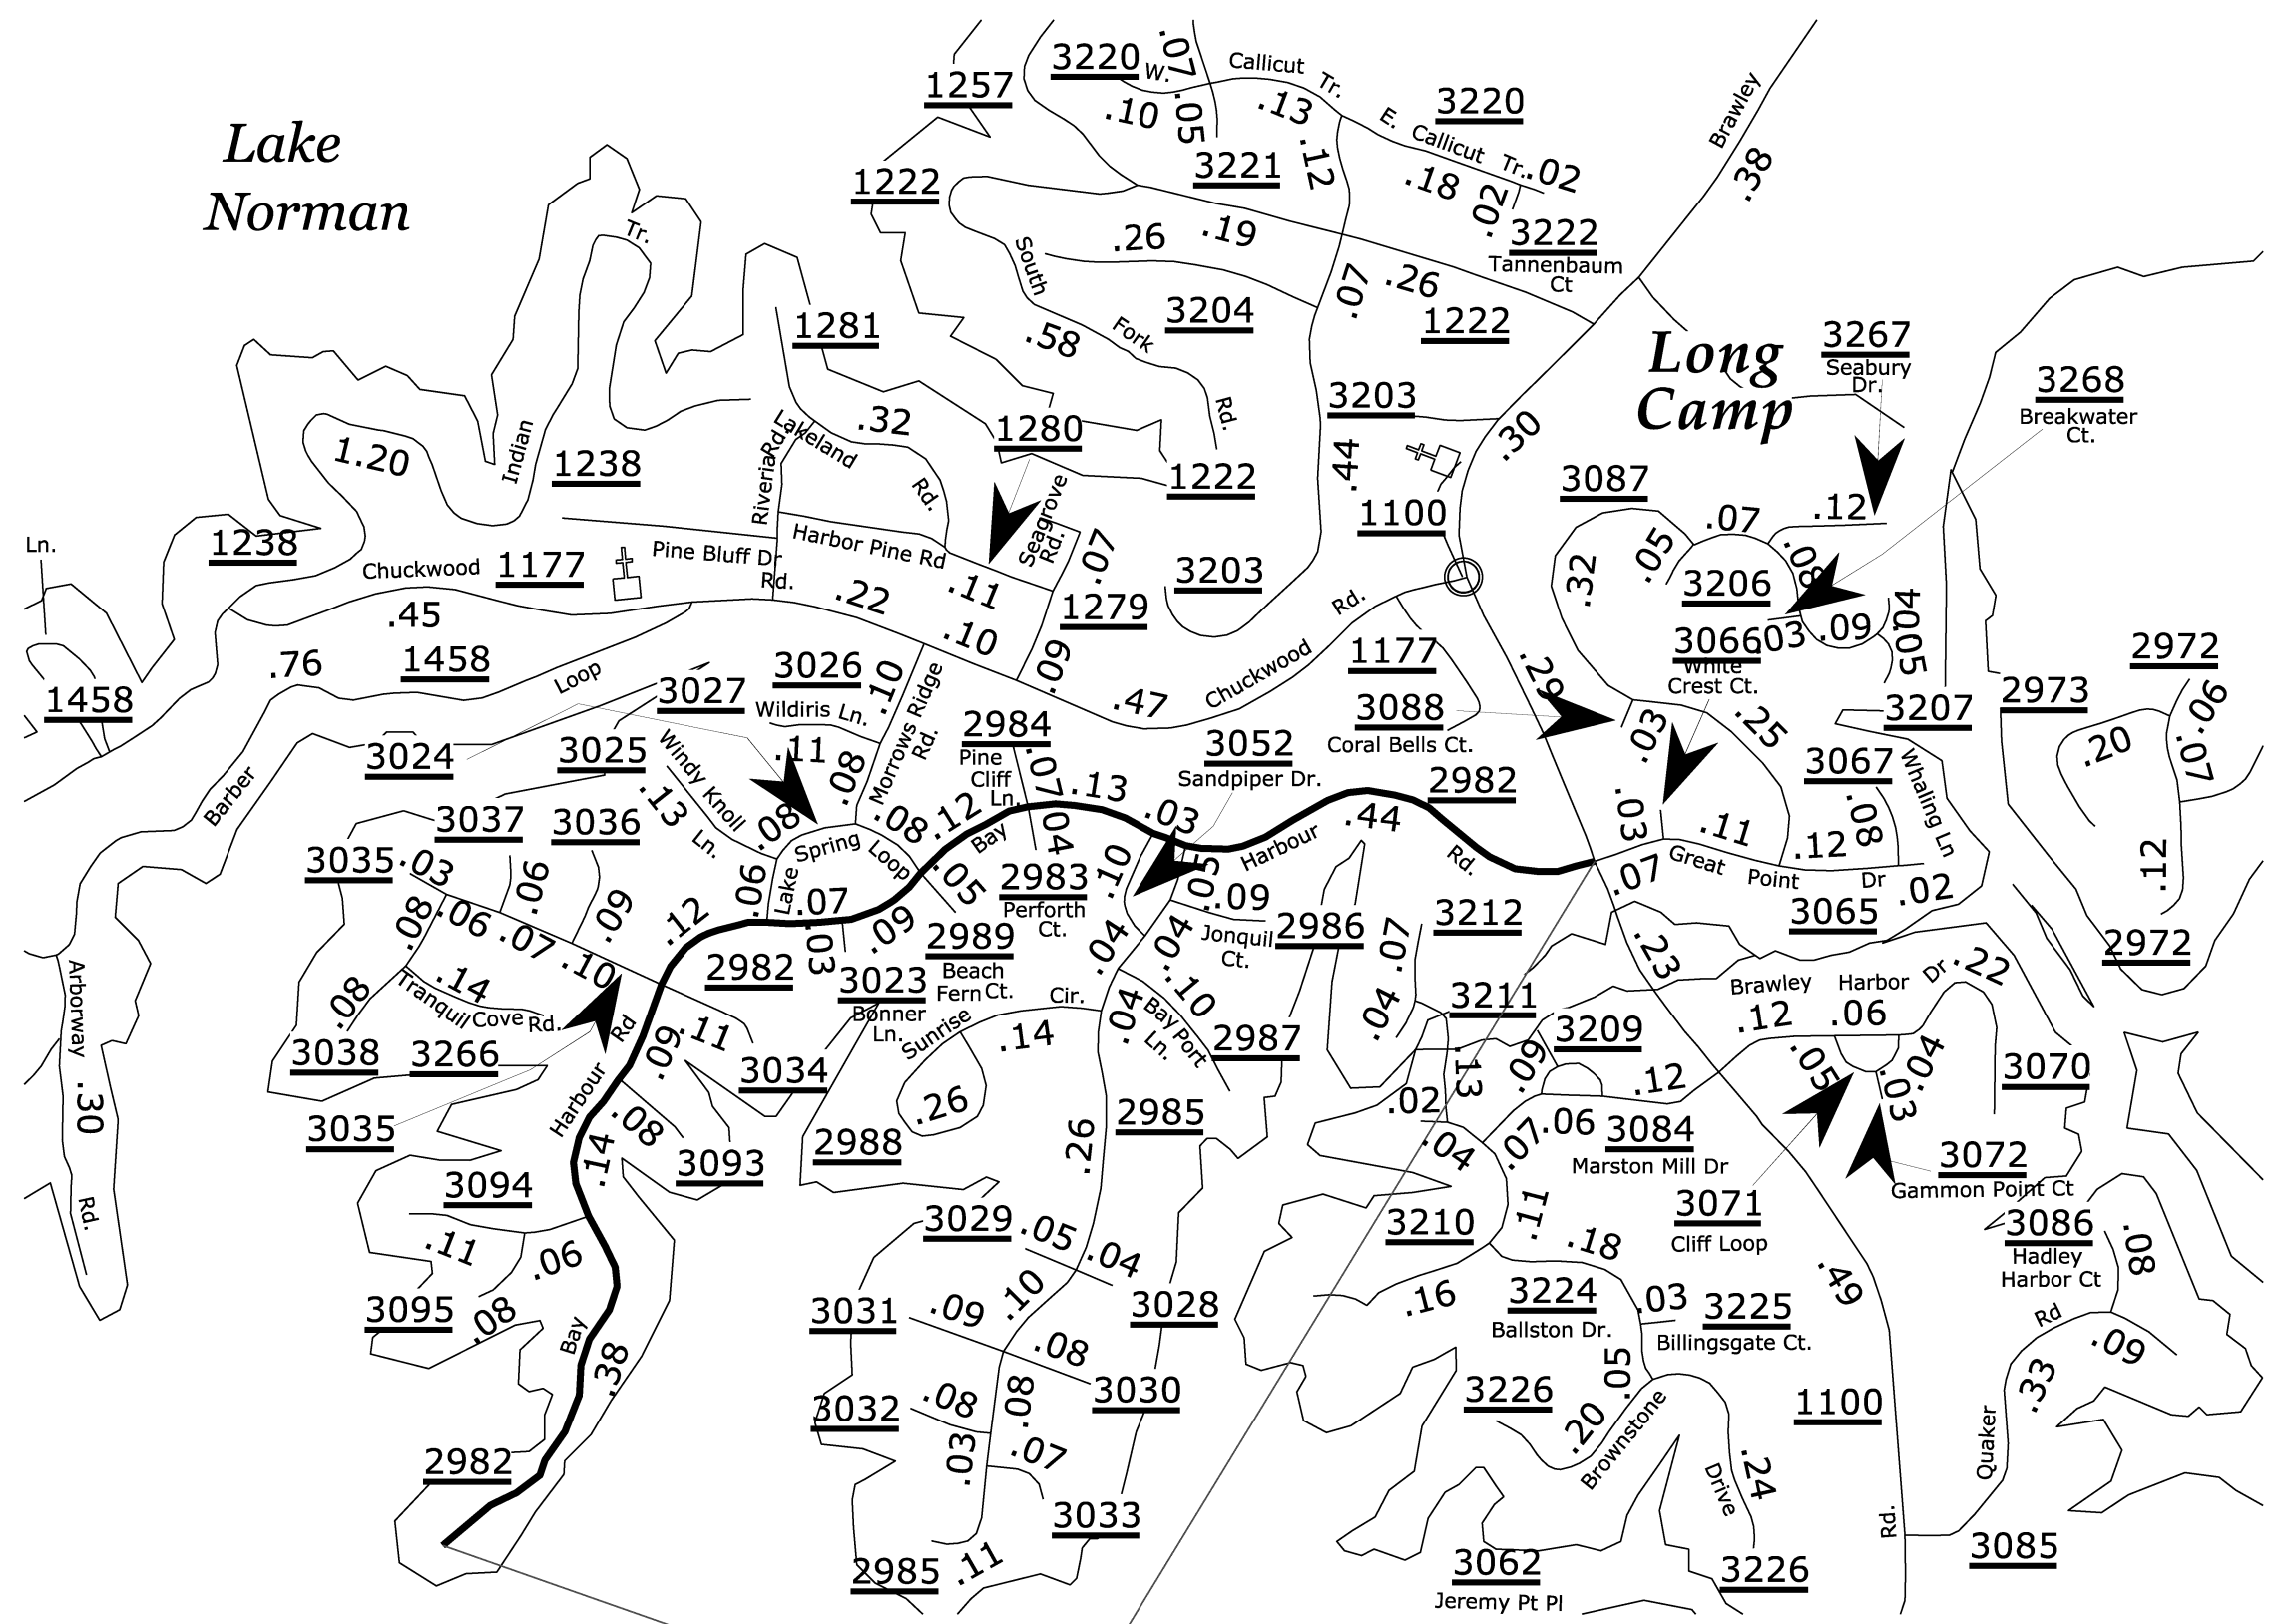 Lake
Norman
Long
Camp
3220
W.
.07
Callicut
Tr.
.10
.05
.13
3221
.12
E.
Callicut
Tr.
3220
.02
.18
.02
3222
Tannenbaum
Ct
Brawley
.38
1257
1222
.26
.19
South
Fork
Rd.
.58
3204
.07
.26
1222
Tr.
1281
1280
1222
3203
.44
.30
1100
3267
Seabury
Dr.
3268
Breakwater
Ct.
1.20
Indian
1238
Lakeland
Rd.
.32
Riveria
Rd.
Seagrove
Rd.
.07
3087
.12
.07
.05
.08
.32
3206
1238
Ln.
Chuckwood
1177
Pine Bluff Dr
Rd.
Harbor Pine Rd
.22
.11
.10
1279
3203
Rd.
.45
.76
1458
1458
Loop
.09
.47
Chuckwood
1177
.29
3066
.03
.09
.04
.05
White
Crest Ct.
3207
2973
2972
.06
.20
.07
.12
2972
3027
3026
Wildiris Ln.
.10
.11
.08
Morrows Ridge
Rd.
3024
3025
Windy Knoll
Ln.
.13
2984
Pine
Cliff
Ln.
.07
.13
3052
Sandpiper Dr.
3088
Coral Bells Ct.
2982
.03
.25
3067
Whaling Ln
.08
.03
.11
.12
Great
Point
Dr
.02
3065
.07
Barber
3037
3036
3035
.03
.06
.08
.06
.07
.09
.10
.12
.08
.06
Spring
Loop
Lake
.08
.12
Bay
.04
.03
.10
.05
Harbour
.44
Rd.
.07
.03
.09
.05
2983
Perforth
Ct.
.09
2986
Jonquil
Ct.
3212
.07
.04
.04
.04
2989
Beach
Fern Ct.
2982
3023
Bonner
Ln.
Arborway
.30
Rd.
.14
Tranquil
Cove Rd.
.08
3038
3266
3035
Harbour
Rd
.09
.11
3034
Sunrise
Cir.
.14
.26
.04
.10
Bay Port
Ln.
2987
3211
3209
.09
.13
.02
.23
Brawley
Harbor
Dr
.22
.12
.06
.12
.05
.04
.03
3070
.08
.14
3093
2988
2985
.26
.04
.07
.06
3084
Marston Mill Dr
3071
Cliff Loop
3072
Gammon Point Ct
3086
Hadley
Harbor Ct
.08
3094
.11
.06
.08
3095
Bay
.38
3029
.05
.04
3028
.10
3210
.11
.18
.16
3224
Ballston Dr.
.03
3225
Billingsgate Ct.
.49
Rd
.09
.33
3031
.09
.08
3030
3032
.08
.08
.03
.07
3226
.05
.20
Brownstone
Drive
.24
1100
Quaker
2982
3033
2985
.11
3062
Jeremy Pt Pl
3226
Rd.
3085